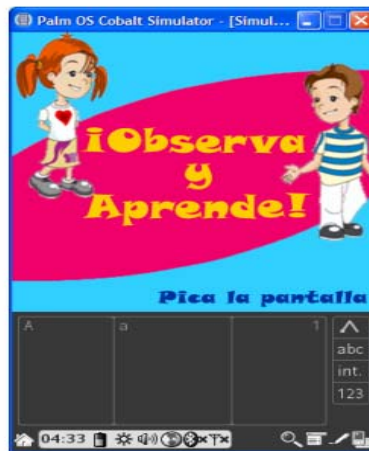 Palm OS Cobalt Simulator - [Simul...
¡Observa
y
Aprende!
Pica la pantalla
A a 1
abc
int.
123
04:33